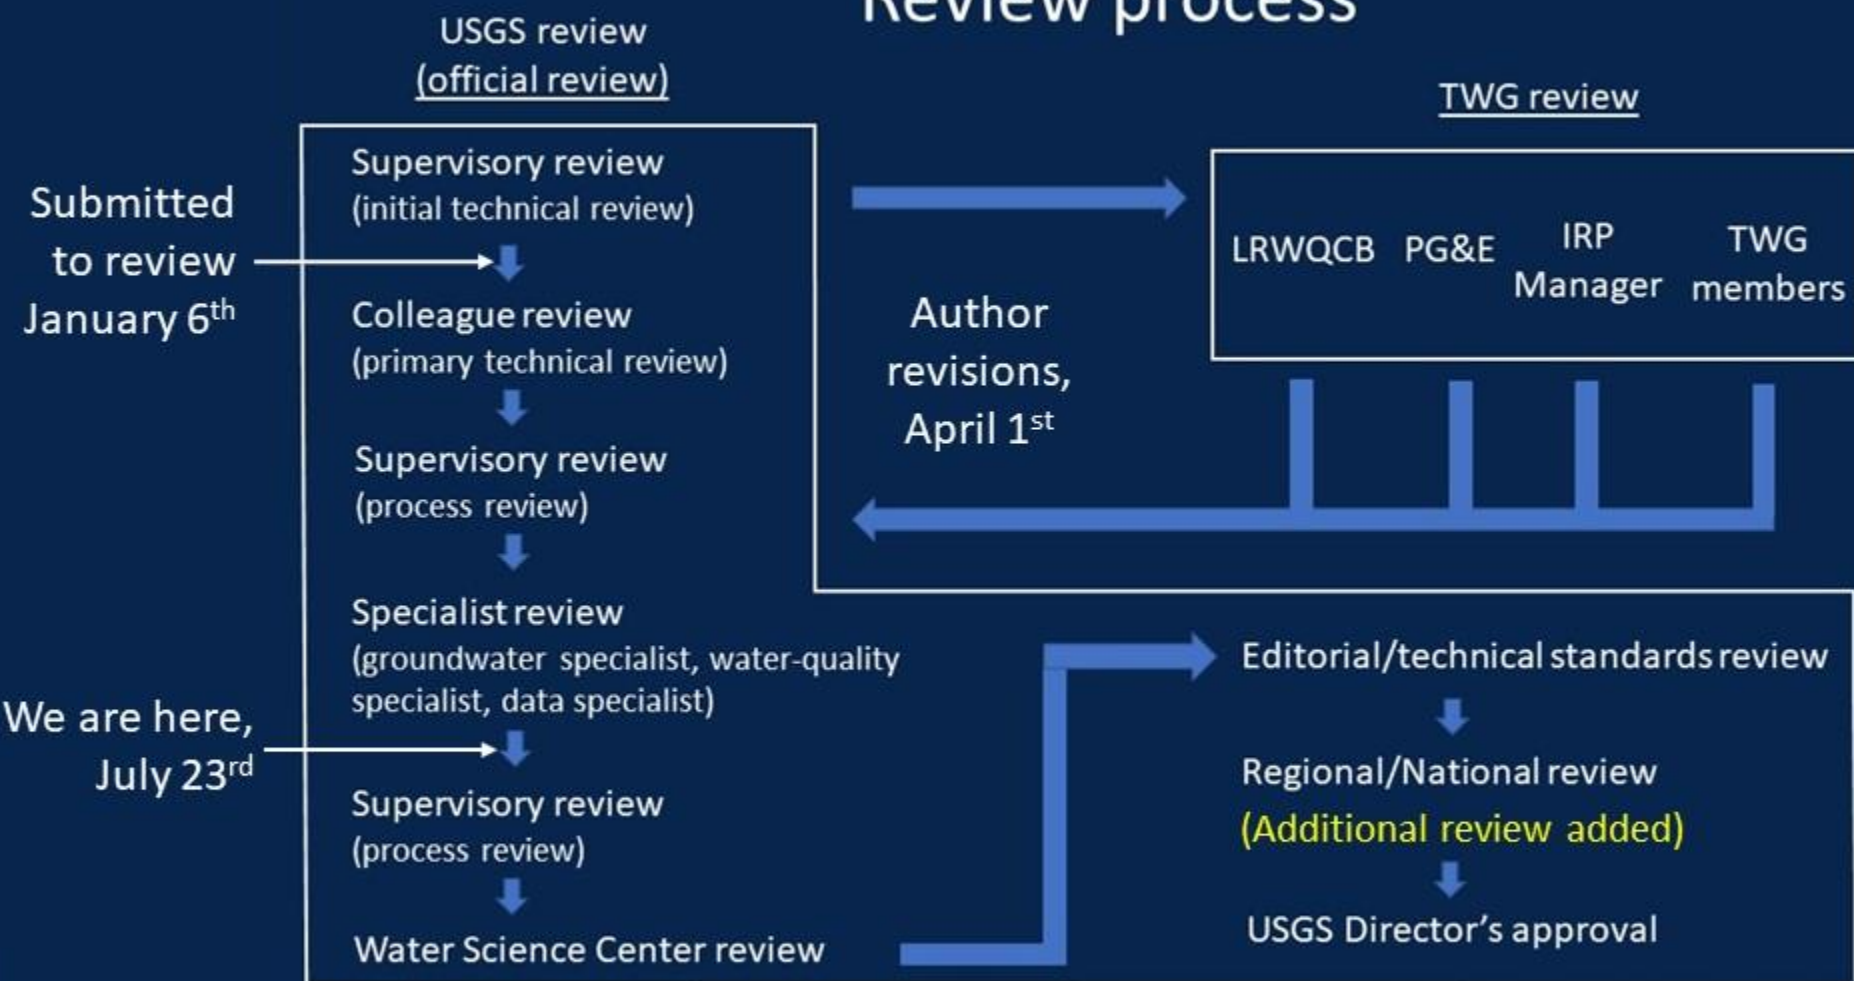 Review process
USGS review
(official review)
TWG review
Submitted
to review
January 6th
Supervisory review
(initial technical review)
Colleague review
(primary technical review)
Supervisory review
(process review)
Specialist review
(groundwater specialist, water-quality
specialist, data specialist)
We are here,
July 23rd
Supervisory review
(process review)
Water Science Center review
Author
revisions,
April 1st
LRWQCB
PG&E
IRP
Manager
TWG
members
Editorial/technical standards review
Regional/National review
(Additional review added)
USGS Director's approval